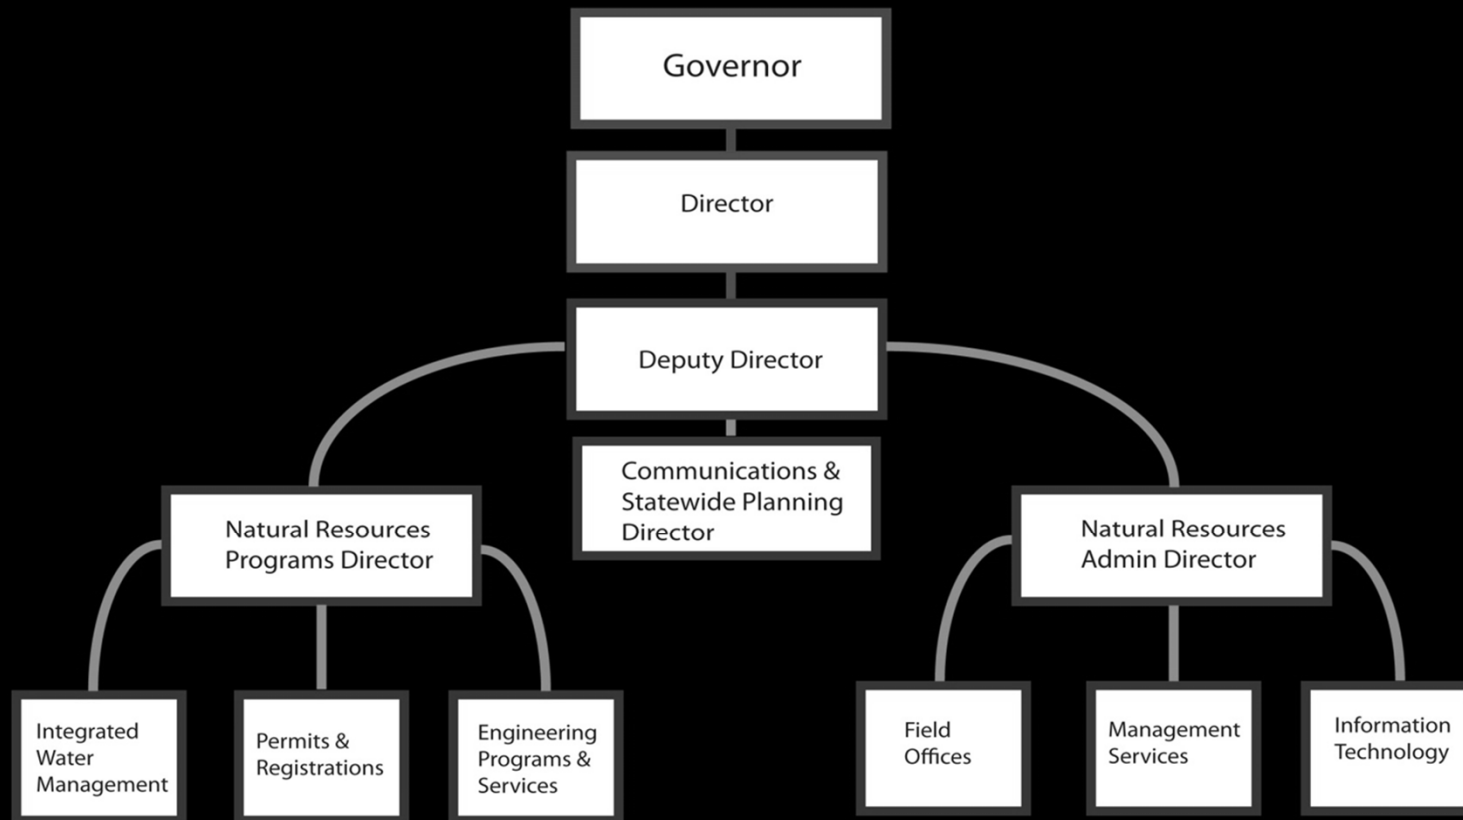 Governor
Director
Deputy Director
Communications &
Statewide Planning
Director
Natural Resources
Programs Director
Natural Resources
Admin Director
Integrated
Water
Management
Permits &
Registrations
Engineering
Programs &
Services
Field
Offices
Management
Services
Information
Technology